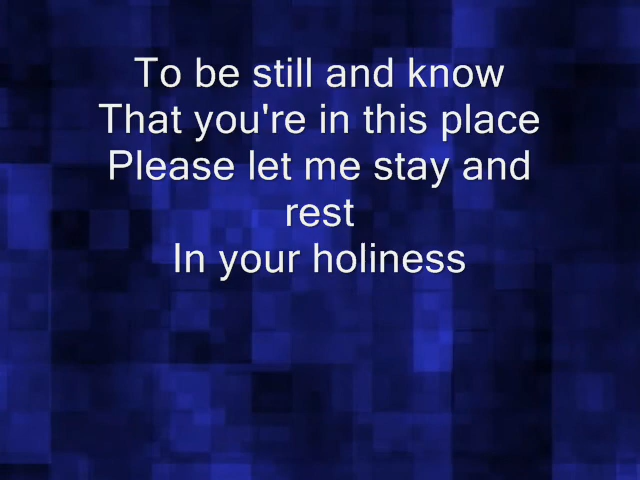 To be still and know
That you're in this place
Please let me stay and
rest
In your holiness